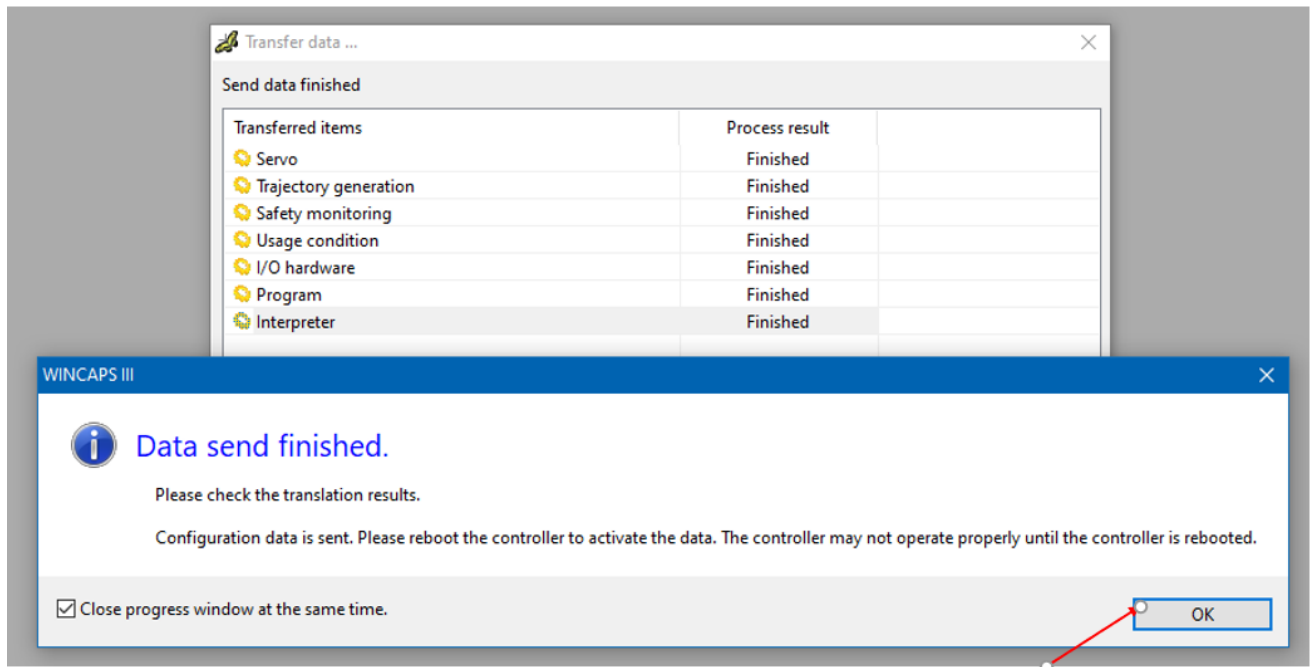 Transfer data ...
Send data finished
Transferred items Process result
Servo Finished
Trajectory generation Finished
Safety monitoring Finished
Usage condition Finished
I/O hardware Finished
Program Finished
Interpreter Finished
WINCAPS III
Data send finished.
Please check the translation results.
Configuration data is sent. Please reboot the controller to activate the data. The controller may not operate properly until the controller is rebooted.
Close progress window at the same time.
OK